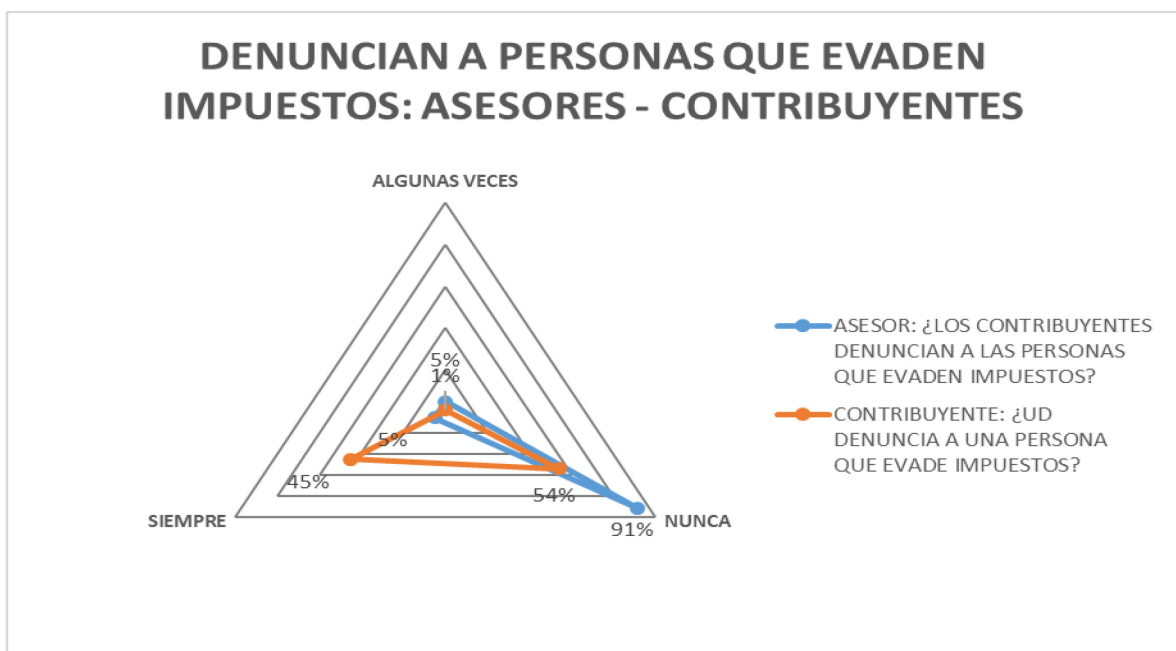 DENUNCIAN A PERSONAS QUE EVADEN
IMPUESTOS: ASESORES - CONTRIBUYENTES
ALGUNAS VECES
5%
1%
5%
45%
54%
SIEMPRE
NUNCA
91%
ASESOR: ¿LOS CONTRIBUYENTES
DENUNCIAN A LAS PERSONAS
QUE EVADEN IMPUESTOS?
CONTRIBUYENTE: ¿UD
DENUNCIA A UNA PERSONA
QUE EVADE IMPUESTOS?